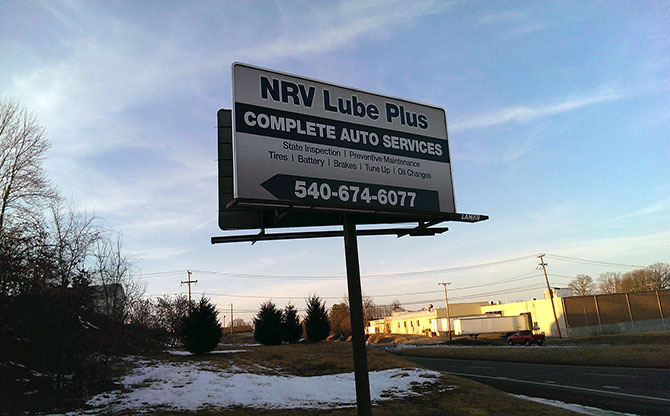 NRV Lube Plus
COMPLETE AUTO SERVICES
State Inspection | Preventive Maintenance
Tires | Battery | Brakes | Tune Up | Oil Changes
540-674-6077
LAMAR